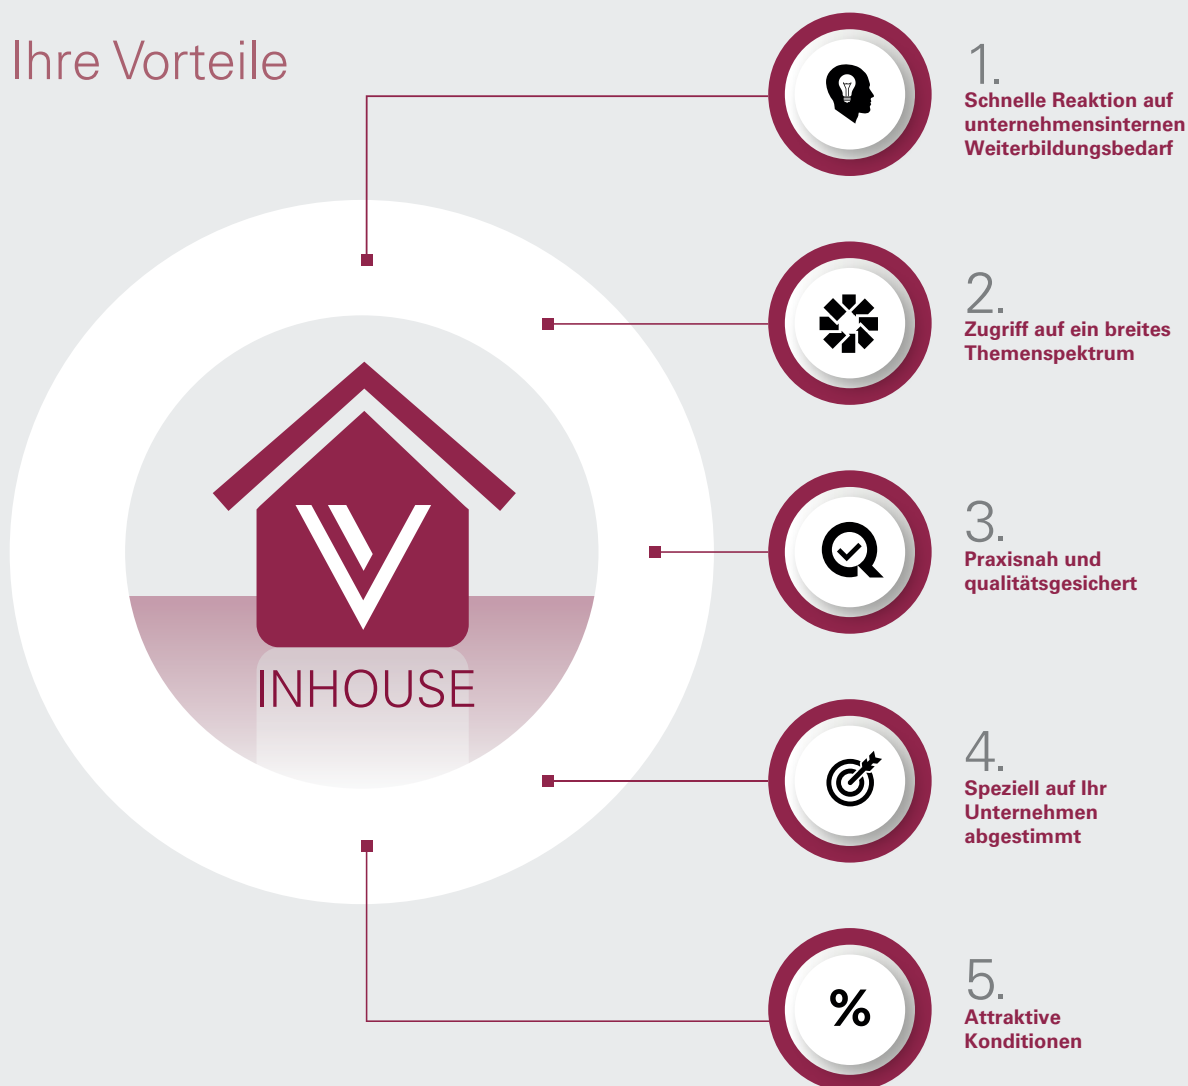 Ihre Vorteile
1.
Schnelle Reaktion auf
unternehmensinternen
Weiterbildungsbedarf
2.
Zugriff auf ein breites
Themenspektrum
INHOUSE
3.
Praxisnah und
qualitätsgesichert
4.
Speziell auf Ihr
Unternehmen
abgestimmt
%
5.
Attraktive
Konditionen